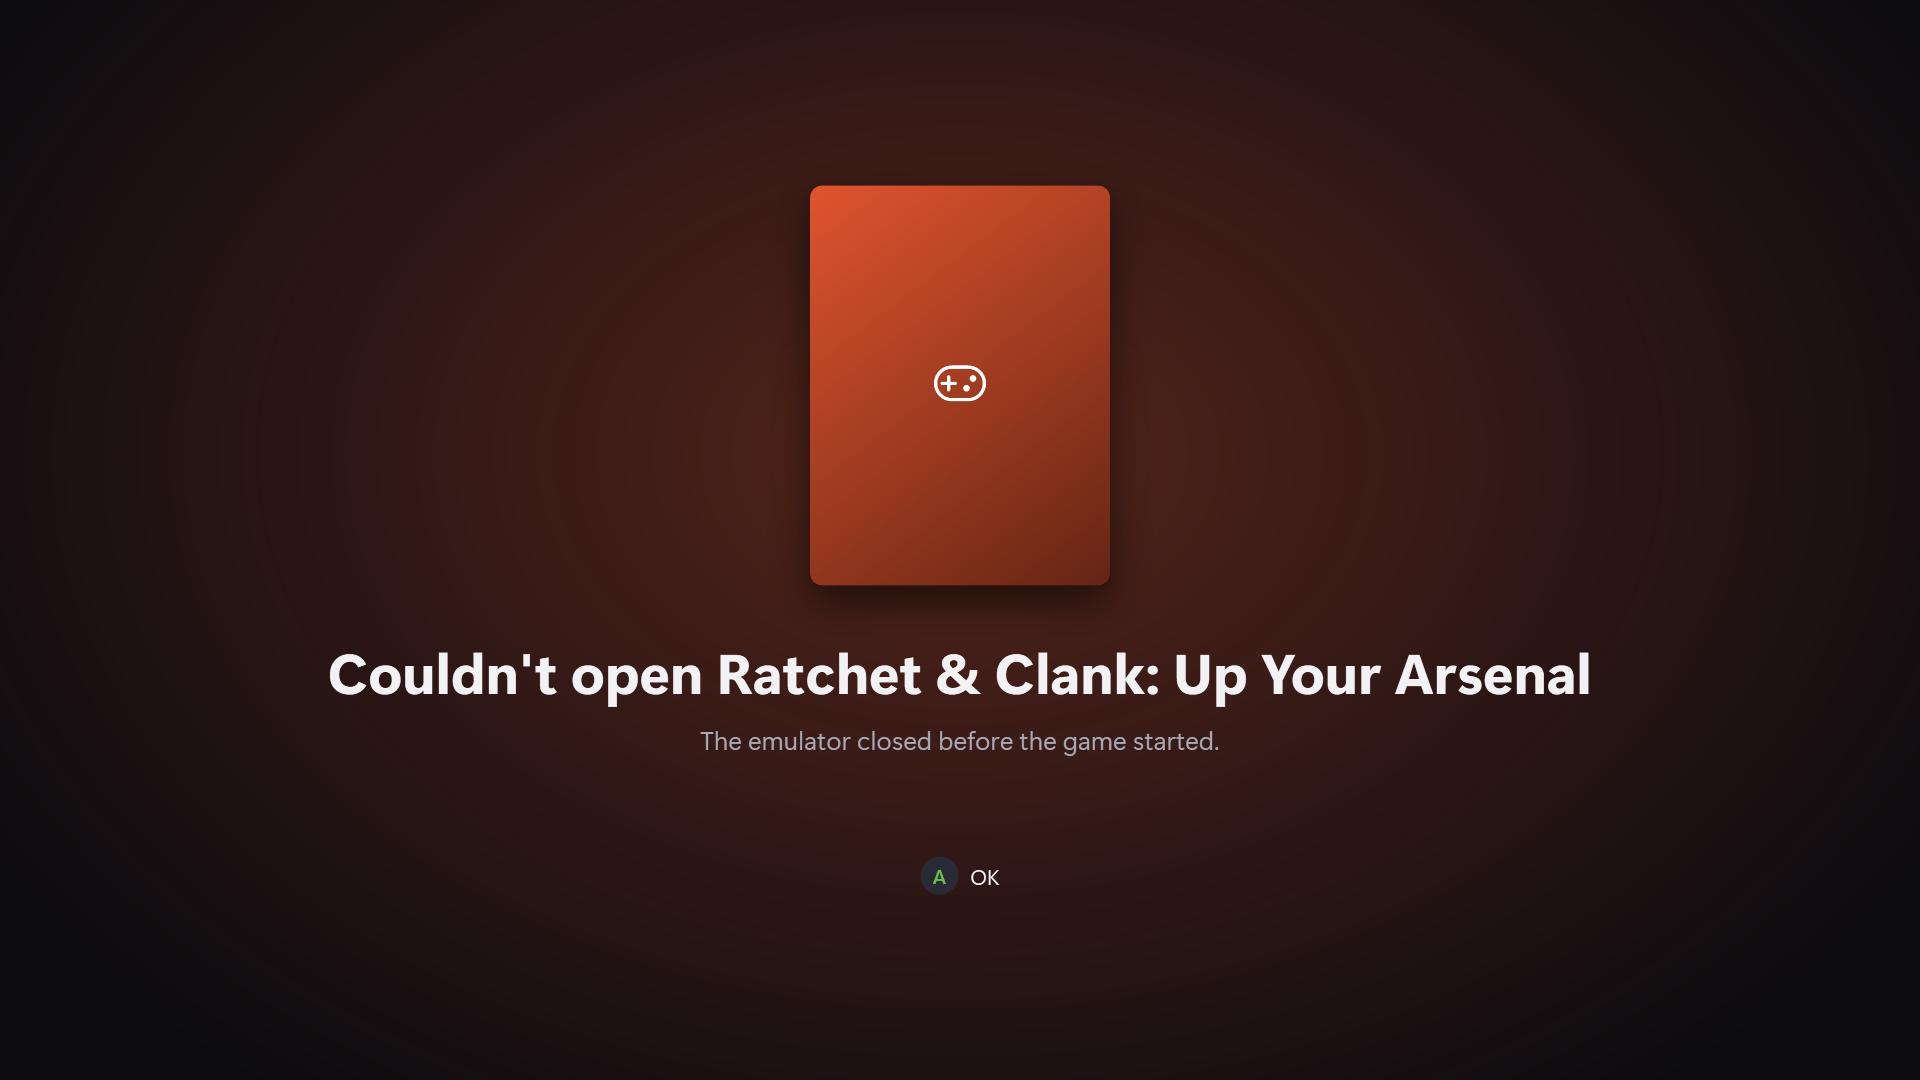 Couldn't open Ratchet & Clank: Up Your Arsenal
The emulator closed before the game started.
A OK